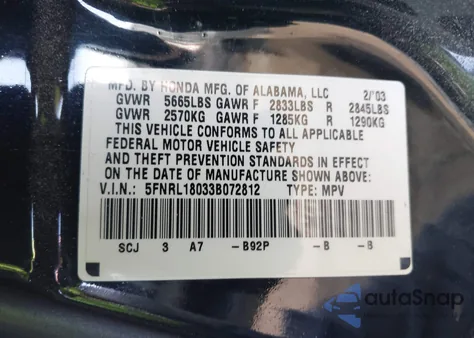 MFD. BY HONDA MFG. OF ALABAMA, LLC 2/'03
GVWR 5665LBS GAWR F 2833LBS R 2845LBS
GVWR 2570KG GAWR F 1285KG R 1290KG
THIS VEHICLE CONFORMS TO ALL APPLICABLE
FEDERAL MOTOR VEHICLE SAFETY
AND THEFT PREVENTION STANDARDS IN EFFECT
ON THE DATE OF MANUFACTURE SHOWN ABOVE.
V.I.N.: 5FNRL18033B072812 TYPE: MPV
SCJ 3 A7 -B92P -B -B
autoSnap